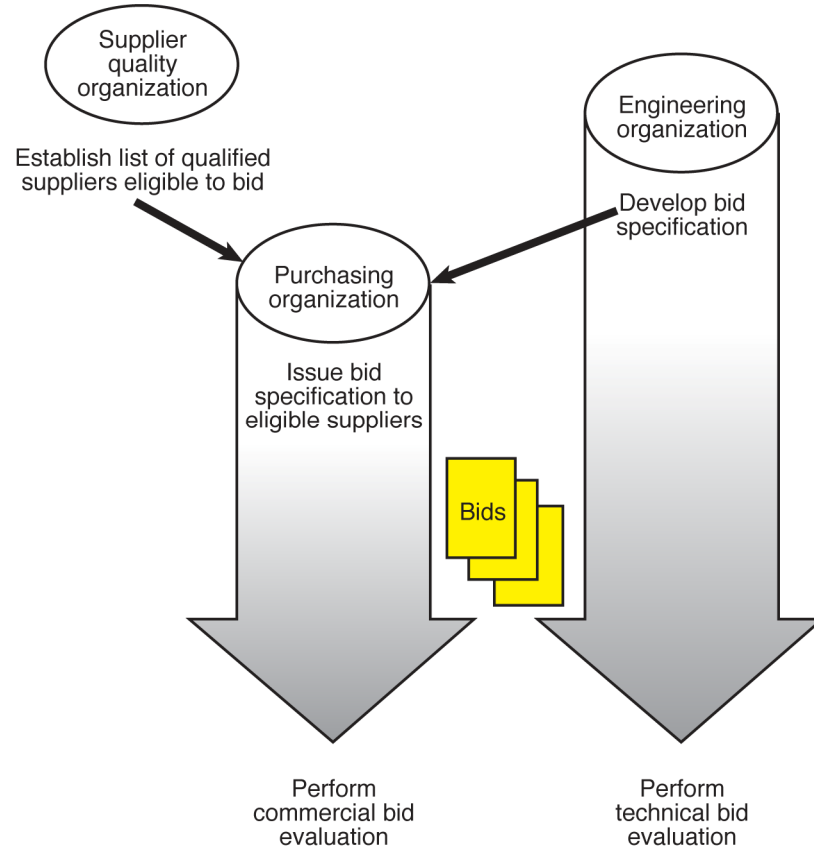 Supplier
quality
organization
Engineering
organization
Establish list of qualified
suppliers eligible to bid
Develop bid
specification
Purchasing
organization
Issue bid
specification to
eligible suppliers
Bids
Perform
commercial bid
evaluation
Perform
technical bid
evaluation